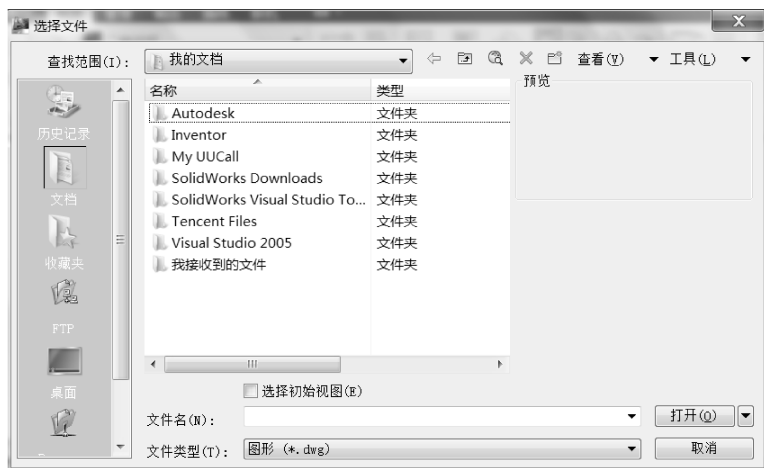 选择文件
查找范围(I): 我的文档 查看(V) 工具(L)
名称 类型 预览
历史记录
文档
收藏夹
FTP
桌面
Autodesk 文件夹
Inventor 文件夹
My UUCall 文件夹
SolidWorks Downloads 文件夹
SolidWorks Visual Studio To... 文件夹
Tencent Files 文件夹
Visual Studio 2005 文件夹
我接收到的文件 文件夹
选择初始视图(E)
文件名(N): 打开(O)
文件类型(T): 图形 (*.dwg) 取消